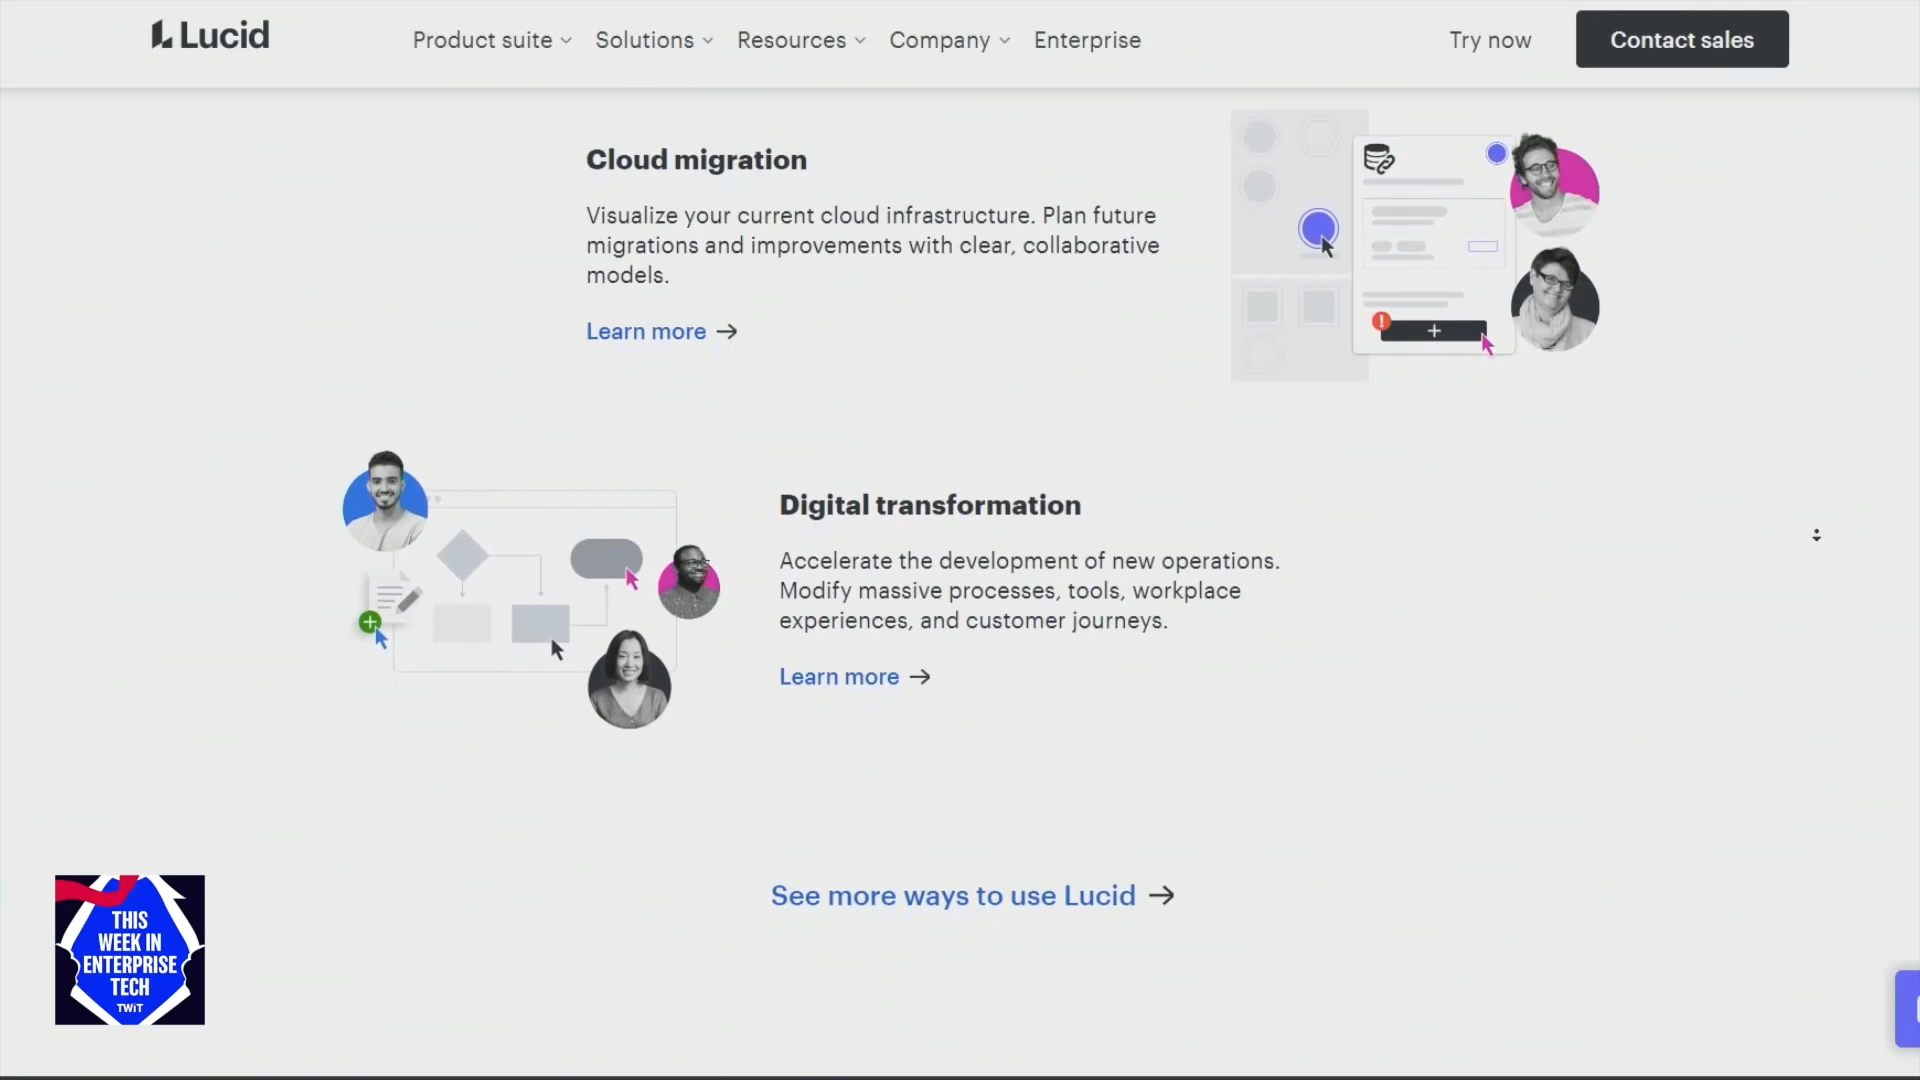 Lucid
Product suite
Solutions
Resources
Company
Enterprise
Try now
Contact sales
Cloud migration
Visualize your current cloud infrastructure. Plan future
migrations and improvements with clear, collaborative
models.
Learn more →
Digital transformation
Accelerate the development of new operations.
Modify massive processes, tools, workplace
experiences, and customer journeys.
Learn more →
See more ways to use Lucid →
THIS
WEEK IN
ENTERPRISE
TECH
TWiT